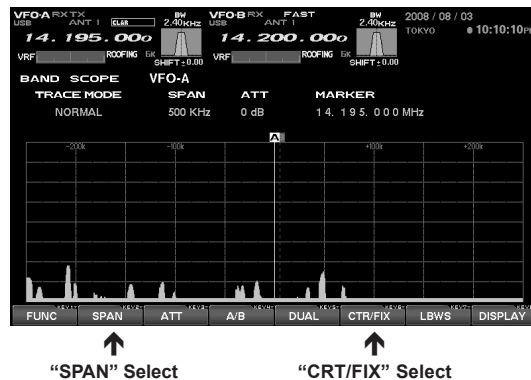 VFO-A RX TX BW VFO-B RX FAST BW 2008 / 08 / 03
USB ANT 1 CLAR 2.40KHz USB ANT 1 2.40KHz TOKYO 10:10:10PM
14. 195. 000 14. 200. 000
VRF ROOFING 6K SHIFT±0.00 VRF ROOFING 6K SHIFT±0.00
BAND SCOPE VFO-A
TRACE MODE SPAN ATT MARKER
NORMAL 500 KHz 0 dB 14. 195. 000 MHz
A
-200k -100k +100k +200k
FUNC SPAN ATT A/B DUAL CTR/FIX LBWS DISPLAY
“SPAN” Select “CRT/FIX” Select